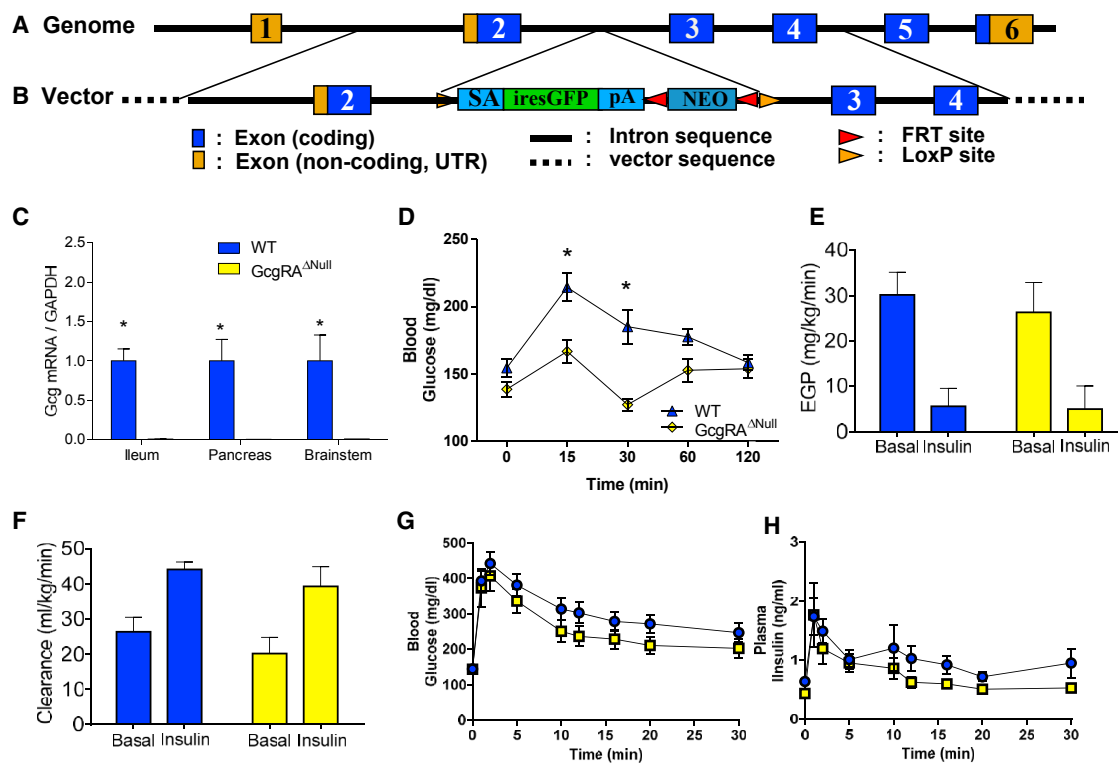 A Genome 1 2 3 4 5 6
B Vector 2 SA iresGFP pA NEO 3 4
: Exon (coding) : Intron sequence : FRT site
: Exon (non-coding, UTR) : vector sequence : LoxP site
C
WT
GcgRAΔNull
Gcg mRNA / GAPDH
2.5
2.0
1.5
1.0
0.5
0.0
* * *
Ileum Pancreas Brainstem
D
Blood
Glucose (mg/dl)
250
200
150
100
* *
WT
GcgRAΔNull
0 15 30 60 120
Time (min)
E
EGP (mg/kg/min)
40
30
20
10
0
Basal Insulin Basal Insulin
F
Clearance (ml/kg/min)
50
40
30
20
10
0
Basal Insulin Basal Insulin
G
Blood
Glucose (mg/dl)
500
400
300
200
100
0
0 5 10 15 20 25 30
Time (min)
H
Plasma
IInsulin (ng/ml)
3
2
1
0
0 5 10 15 20 25 30
Time (min)